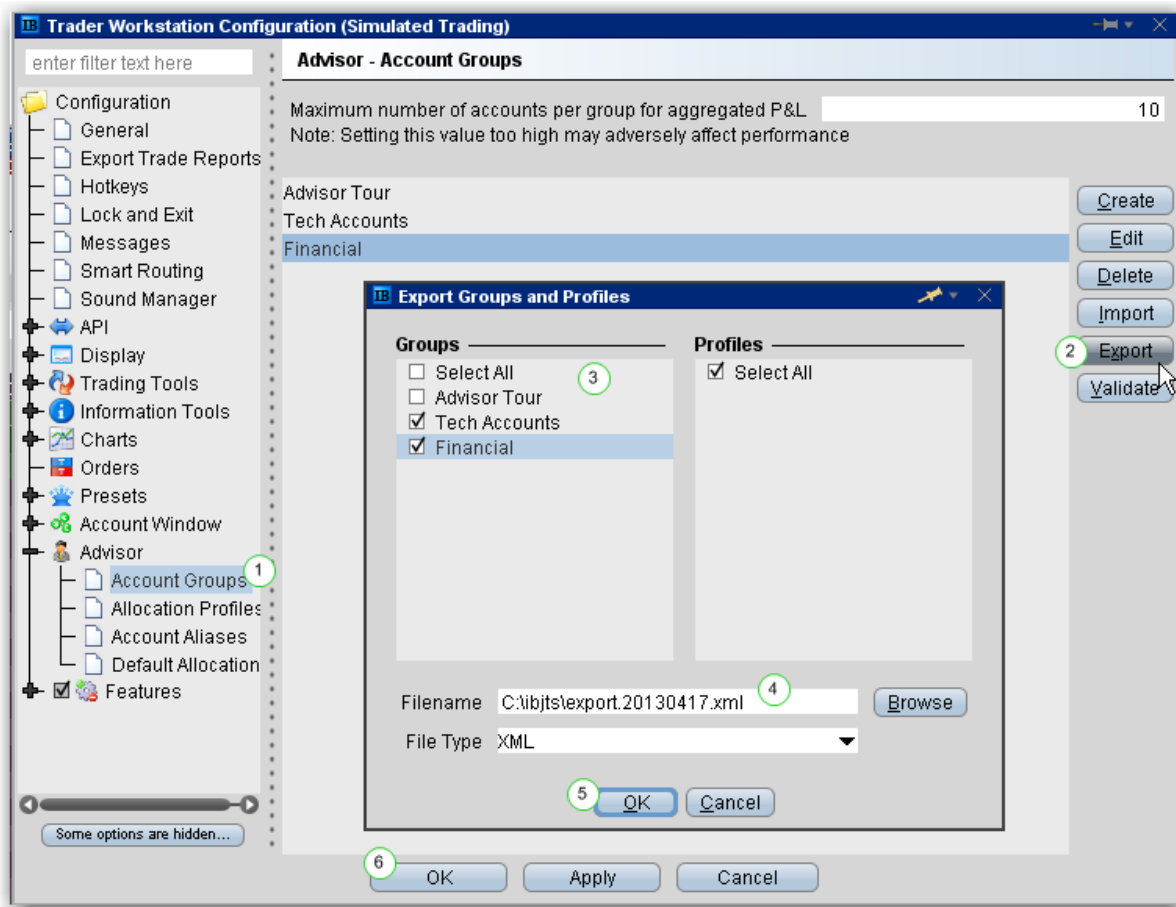 IB Trader Workstation Configuration (Simulated Trading)
enter filter text here
Configuration
General
Export Trade Reports
Hotkeys
Lock and Exit
Messages
Smart Routing
Sound Manager
API
Display
Trading Tools
Information Tools
Charts
Orders
Presets
Account Window
Advisor
Account Groups 1
Allocation Profiles
Account Aliases
Default Allocation
Features
Some options are hidden...
Advisor - Account Groups
Maximum number of accounts per group for aggregated P&L 10
Note: Setting this value too high may adversely affect performance
Advisor Tour
Tech Accounts
Financial
Create
Edit
Delete
Import
2 Export
Validate
IB Export Groups and Profiles
Groups
Select All 3
Advisor Tour
Tech Accounts
Financial
Profiles
Select All
Filename C:\ibjts\export.20130417.xml 4 Browse
File Type XML
5 OK Cancel
6 OK Apply Cancel